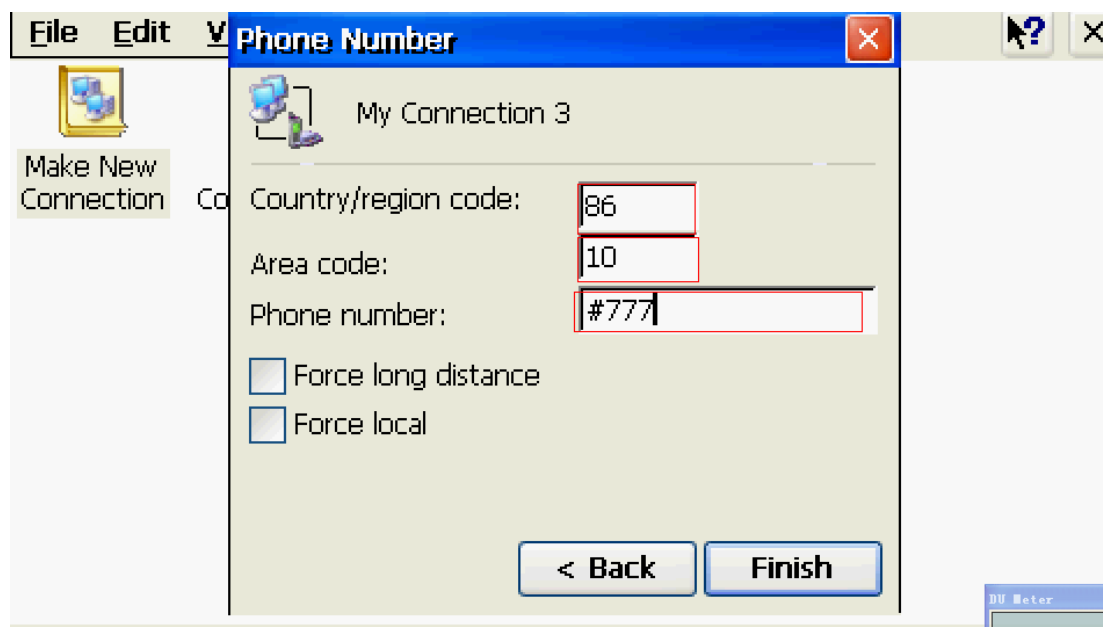 File Edit V
Phone Number
?
My Connection 3
Make New
Connection
Co
Country/region code: 86
Area code: 10
Phone number: #777
Force long distance
Force local
< Back Finish
DU Meter